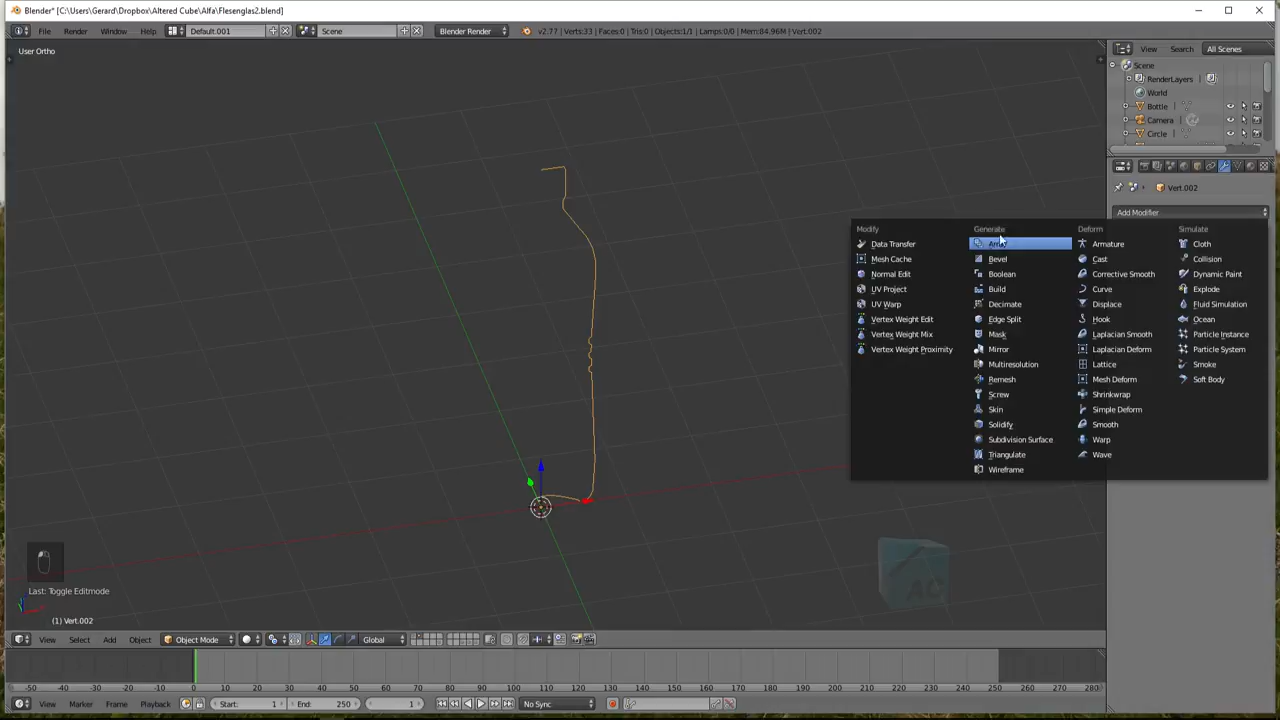 Blender* [C:\Users\Gerard\Dropbox\Altered Cube\Alfa\Flesenglas2.blend]
File Render Window Help Default.001 Scene Blender Render v2.77 | Verts:33 | Faces:0 | Tris:0 | Objects:1/1 | Lamps:0/0 | Mem:84.96M | Vert.002
User Ortho
View Search All Scenes
Scene
RenderLayers
World
Bottle
Camera
Circle
Vert.002
Add Modifier
Modify Generate Deform Simulate
Data Transfer Armature Cloth
Mesh Cache Bevel Cast Collision
Normal Edit Boolean Corrective Smooth Dynamic Paint
UV Project Build Curve Explode
UV Warp Decimate Displace Fluid Simulation
Vertex Weight Edit Edge Split Hook Ocean
Vertex Weight Mix Mask Laplacian Smooth Particle Instance
Vertex Weight Proximity Mirror Laplacian Deform Particle System
Multiresolution Lattice Smoke
Remesh Mesh Deform Soft Body
Screw Shrinkwrap
Skin Simple Deform
Solidify Smooth
Subdivision Surface Warp
Triangulate Wave
Wireframe
Last: Toggle Editmode
(1) Vert.002
View Select Add Object Object Mode Global
-50 -40 -30 -20 -10 0 10 20 30 40 50 60 70 80 90 100 110 120 130 140 150 160 170 180 190 200 210 220 230 240 250 260 270 280
View Marker Frame Playback Start: 1 End: 250 1 No Sync